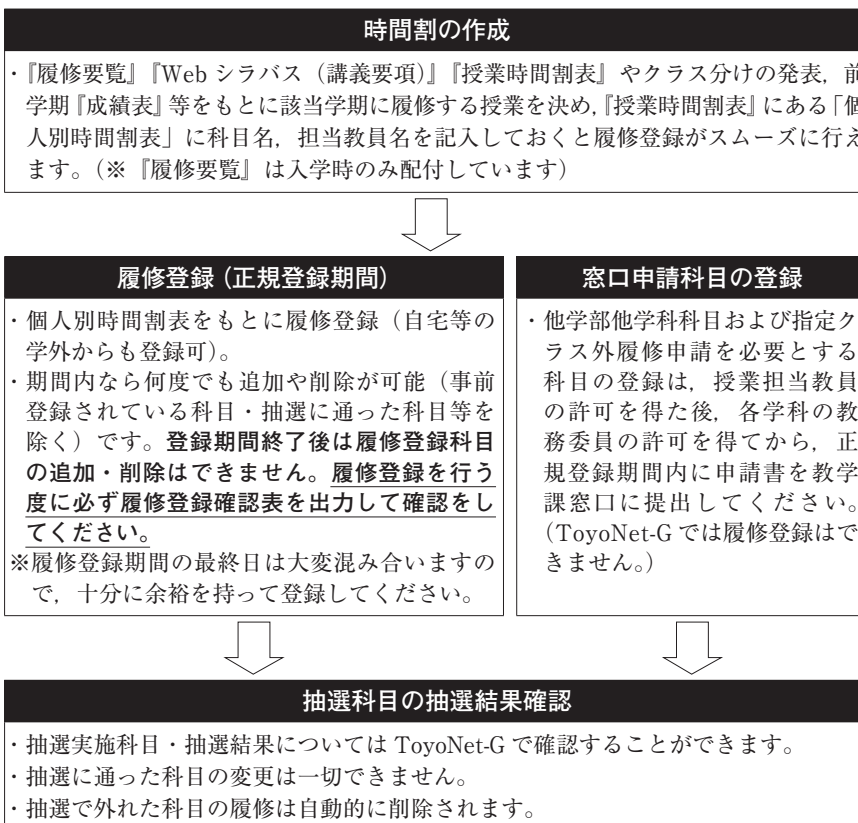 時間割の作成
・『履修要覧』『Web シラバス（講義要項）』『授業時間割表』やクラス分けの発表，前
学期『成績表』等をもとに該当学期に履修する授業を決め，『授業時間割表』にある「個
人別時間割表」に科目名，担当教員名を記入しておくと履修登録がスムーズに行え
ます。（※『履修要覧』は入学時のみ配付しています）
履修登録（正規登録期間）
・個人別時間割表をもとに履修登録（自宅等の
学外からも登録可）。
・期間内なら何度でも追加や削除が可能（事前
登録されている科目・抽選に通った科目等を
除く）です。登録期間終了後は履修登録科目
の追加・削除はできません。履修登録を行う
度に必ず履修登録確認表を出力して確認をし
てください。
※履修登録期間の最終日は大変混み合いますの
で，十分に余裕を持って登録してください。
窓口申請科目の登録
・他学部他学科科目および指定ク
ラス外履修申請を必要とする
科目の登録は，授業担当教員
の許可を得た後，各学科の教
務委員の許可を得てから，正
規登録期間内に申請書を教学
課窓口に提出してください。
（ToyoNet-G では履修登録はで
きません。）
抽選科目の抽選結果確認
・抽選実施科目・抽選結果については ToyoNet-G で確認することができます。
・抽選に通った科目の変更は一切できません。
・抽選で外れた科目の履修は自動的に削除されます。